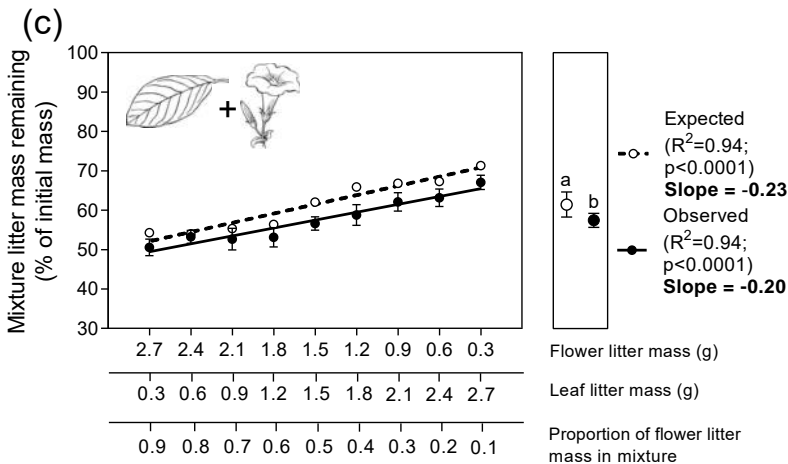 (c)
Mixture litter mass remaining
(% of initial mass)
100
90
80
70
60
50
40
30
+
a
b
Expected
(R²=0.94;
p<0.0001)
Slope = -0.23
Observed
(R²=0.94;
p<0.0001)
Slope = -0.20
2.7 2.4 2.1 1.8 1.5 1.2 0.9 0.6 0.3 Flower litter mass (g)
0.3 0.6 0.9 1.2 1.5 1.8 2.1 2.4 2.7 Leaf litter mass (g)
0.9 0.8 0.7 0.6 0.5 0.4 0.3 0.2 0.1 Proportion of flower litter
mass in mixture